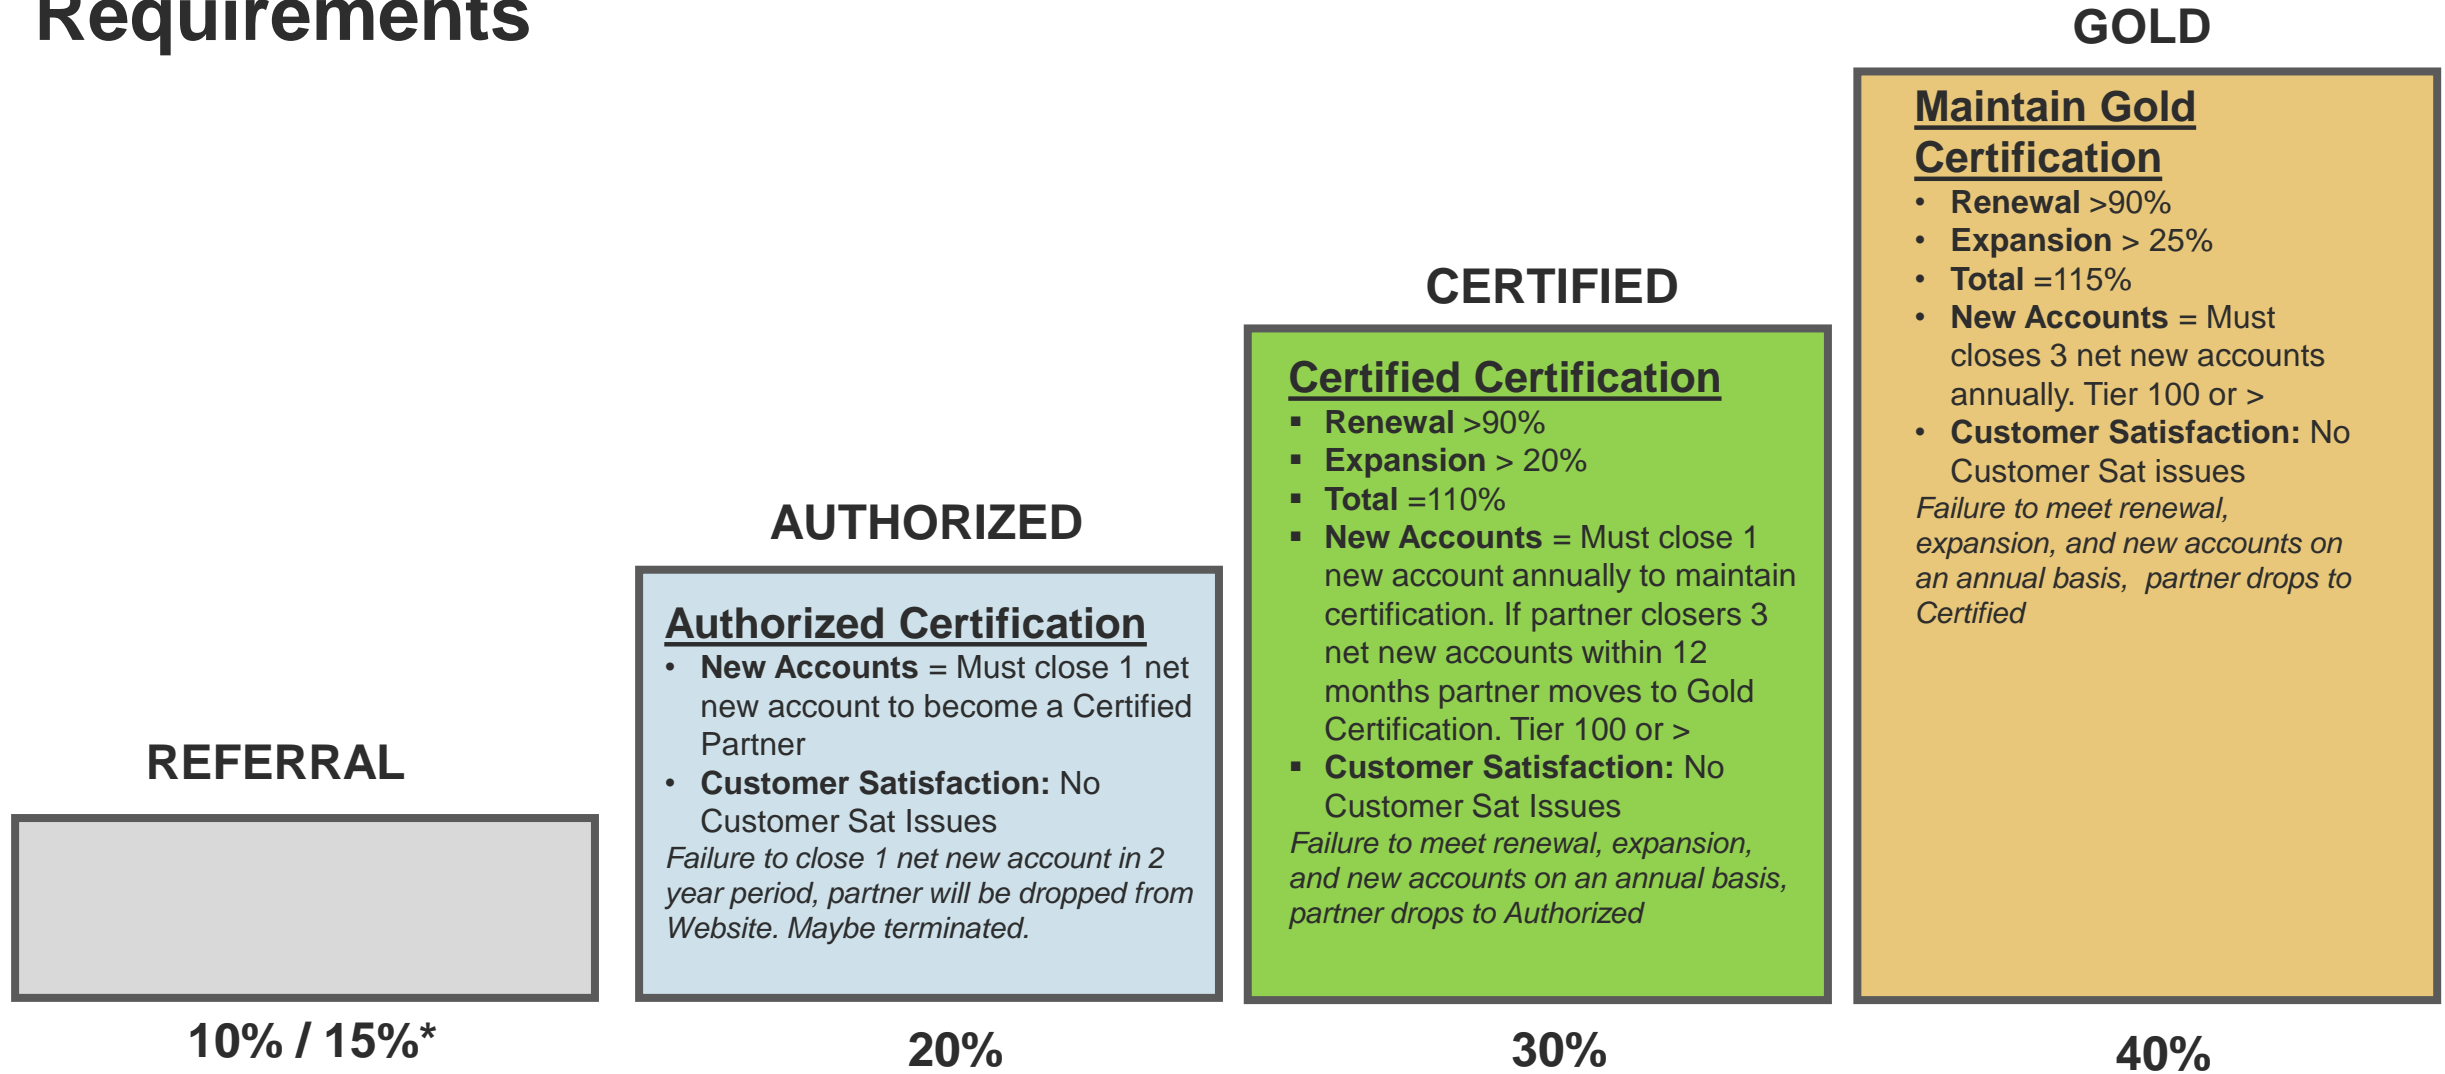 Requirements
GOLD
Maintain Gold
Certification
• Renewal >90%
• Expansion > 25%
• Total =115%
• New Accounts = Must
closes 3 net new accounts
annually. Tier 100 or >
• Customer Satisfaction: No
Customer Sat issues
Failure to meet renewal,
expansion, and new accounts on
an annual basis, partner drops to
Certified
CERTIFIED
Certified Certification
▪ Renewal >90%
▪ Expansion > 20%
▪ Total =110%
▪ New Accounts = Must close 1
new account annually to maintain
certification. If partner closers 3
net new accounts within 12
months partner moves to Gold
Certification. Tier 100 or >
▪ Customer Satisfaction: No
Customer Sat Issues
Failure to meet renewal, expansion,
and new accounts on an annual basis,
partner drops to Authorized
AUTHORIZED
Authorized Certification
• New Accounts = Must close 1 net
new account to become a Certified
Partner
• Customer Satisfaction: No
Customer Sat Issues
Failure to close 1 net new account in 2
year period, partner will be dropped from
Website. Maybe terminated.
REFERRAL
10% / 15%*
20%
30%
40%